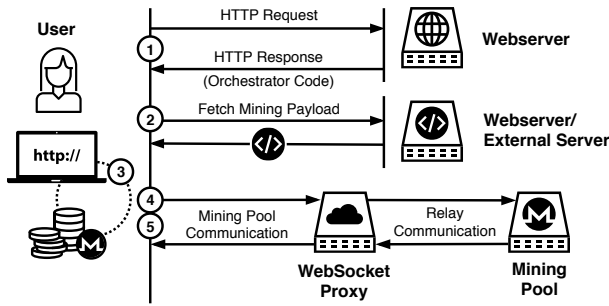 User
HTTP Request
1
HTTP Response
(Orchestrator Code)
Webserver
2
Fetch Mining Payload
</>
</>
Webserver/
External Server
http://
3
4
5
Mining Pool
Communication
Relay
Communication
WebSocket
Proxy
Mining
Pool